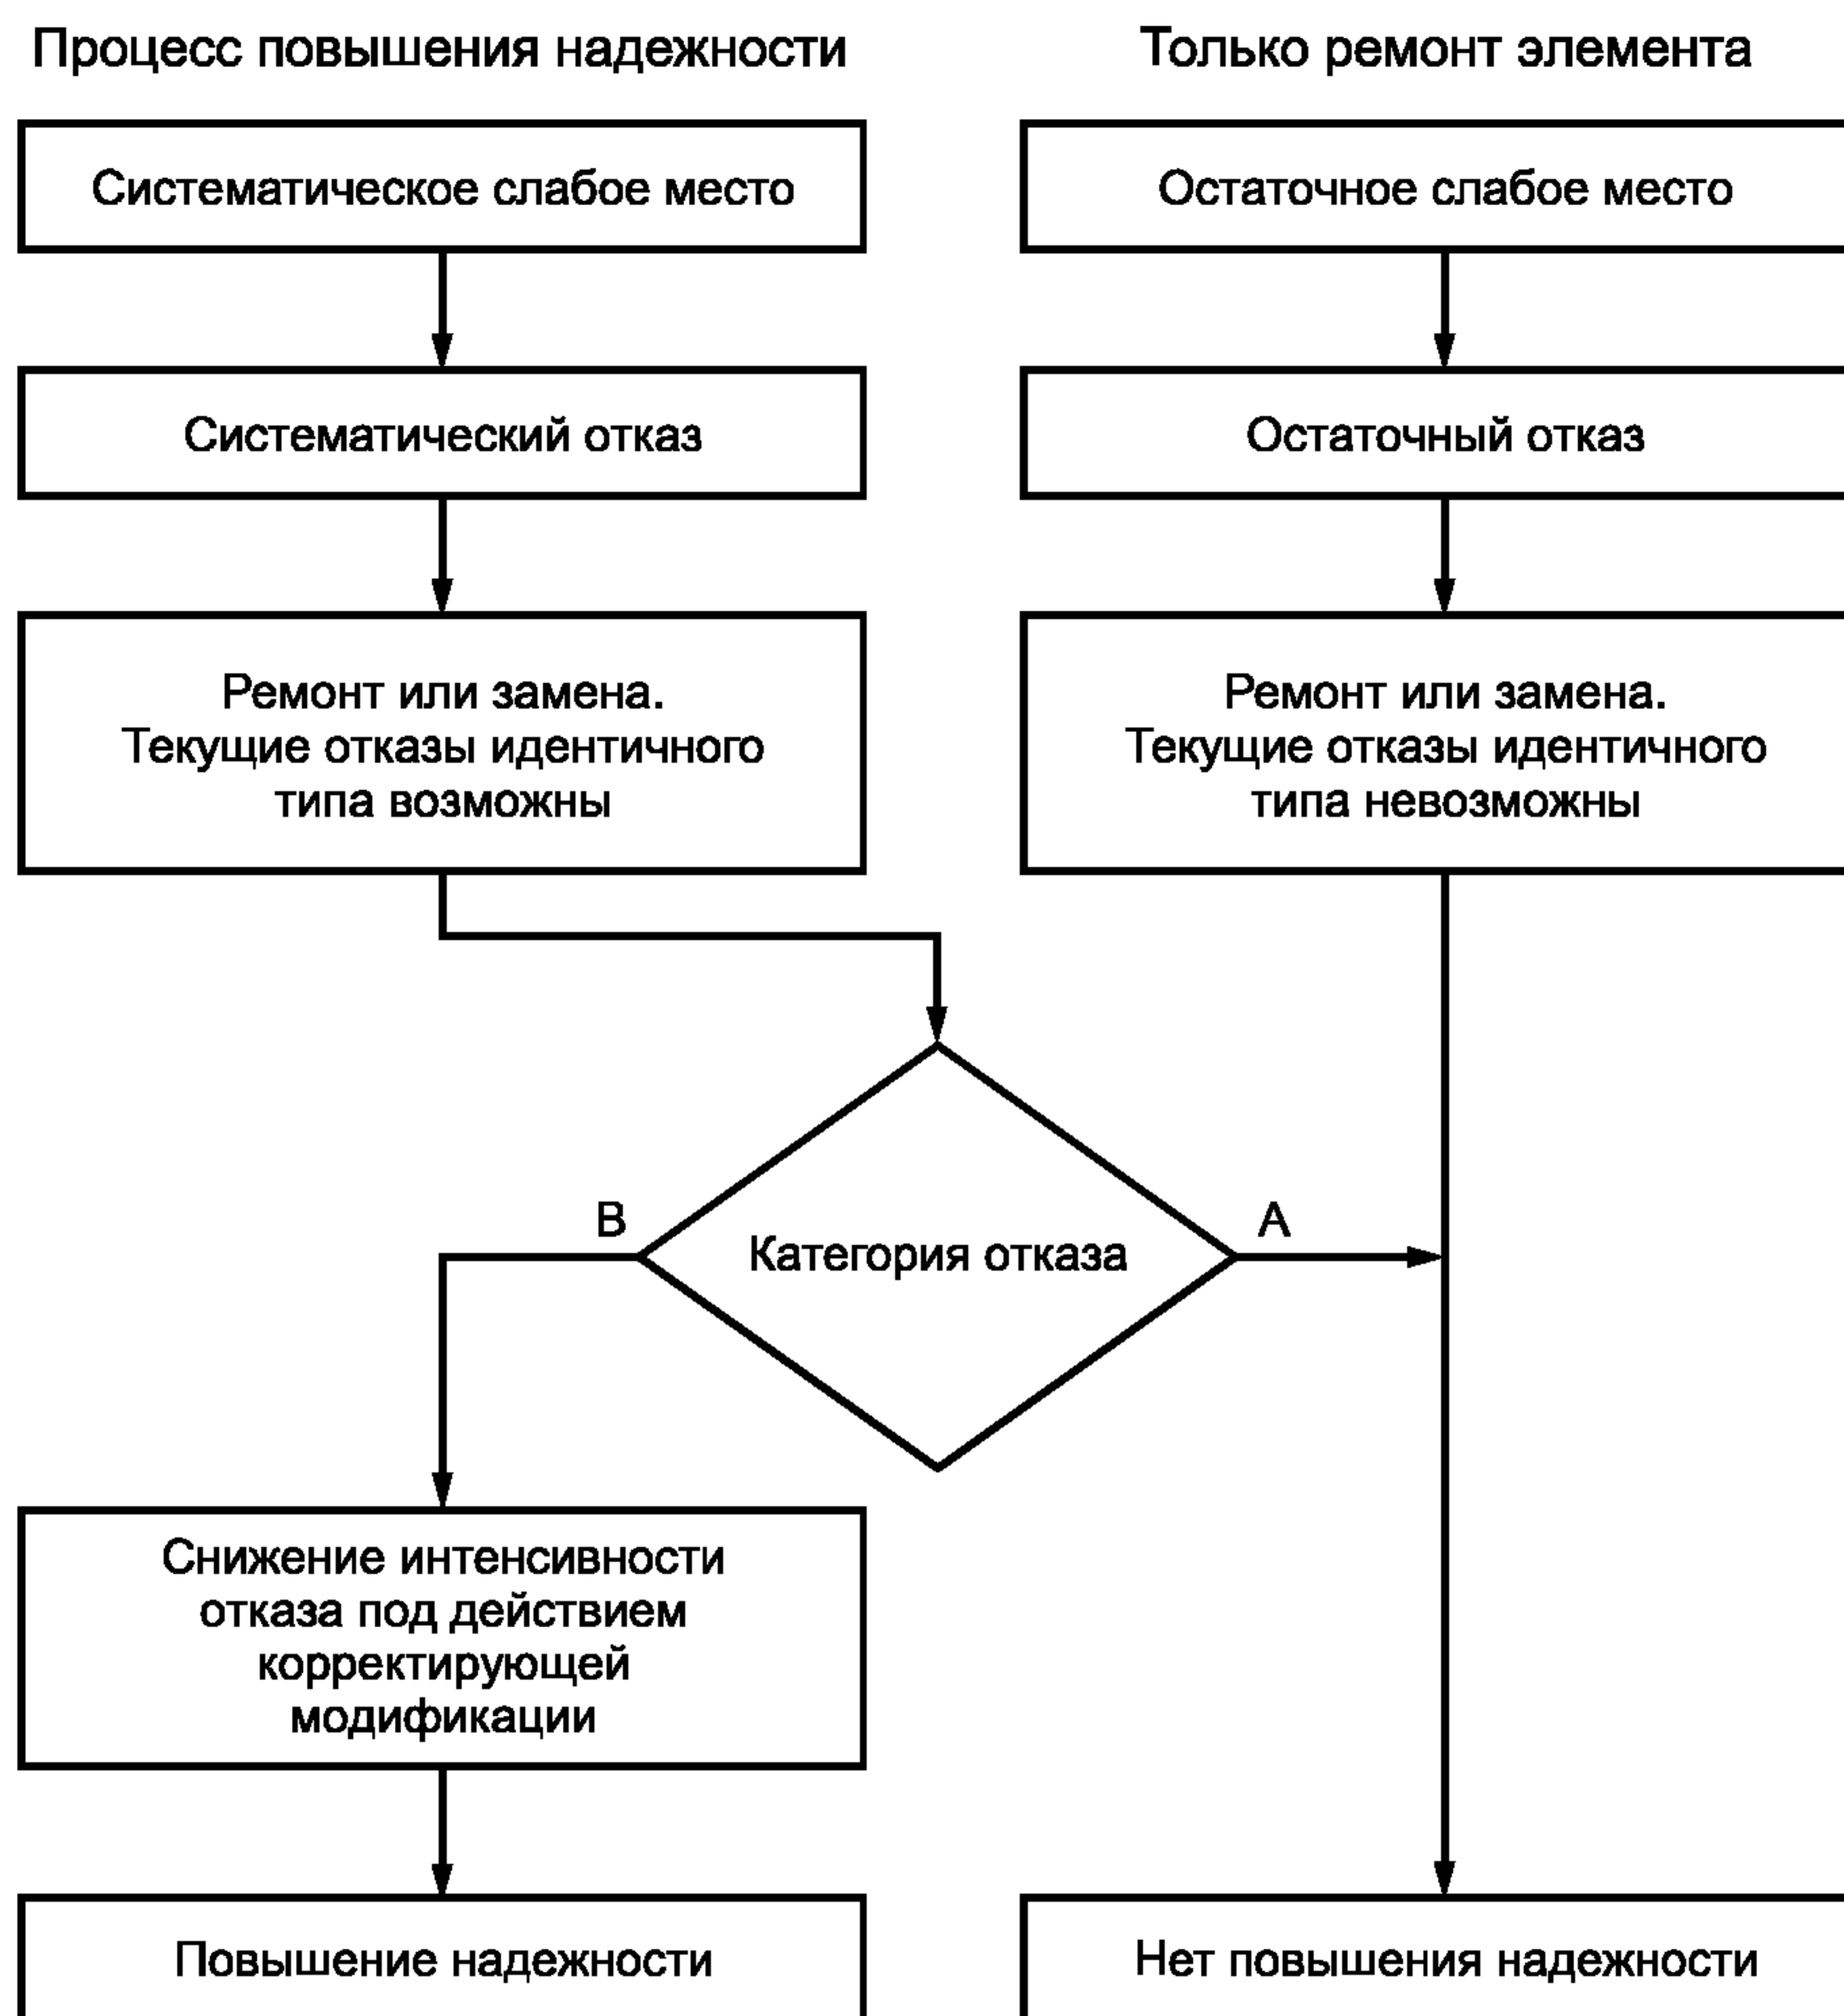 Процесс повышения надежности
Только ремонт элемента
Систематическое слабое место
Остаточное слабое место
Систематический отказ
Остаточный отказ
Ремонт или замена.
Текущие отказы идентичного
типа возможны
Ремонт или замена.
Текущие отказы идентичного
типа невозможны
В
А
Категория отказа
Снижение интенсивности
отказа под действием
корректирующей
модификации
Повышение надежности
Нет повышения надежности